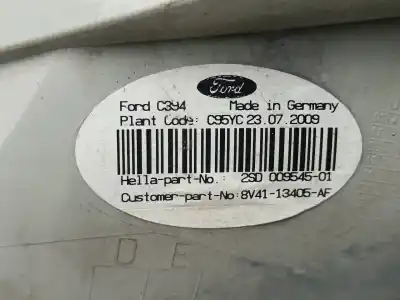 Ford
Ford C394 Made in Germany
Plant Code: C95YC 23.07.2009
Hella-part-No.: 2SD 009545-01
Customer-part-No: 8V41-13405-AF
D E